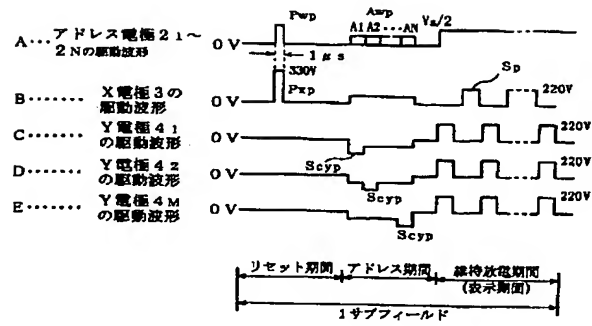 Pwp
Awp
A1 A2 ‥‥ AN
Va/2
A… アドレス電極2₁〜
2Nの駆動波形
0V
1μs
330V
Pxp
Sp
B…… X電極3の
駆動波形
0V
220V
C…… Y電極4₁
の駆動波形
0V
220V
Scyp
D…… Y電極4₂
の駆動波形
0V
220V
Scyp
E…… Y電極4M
の駆動波形
0V
220V
Scyp
リセット期間 アドレス期間 維持放電期間
(表示期間)
1サブフィールド